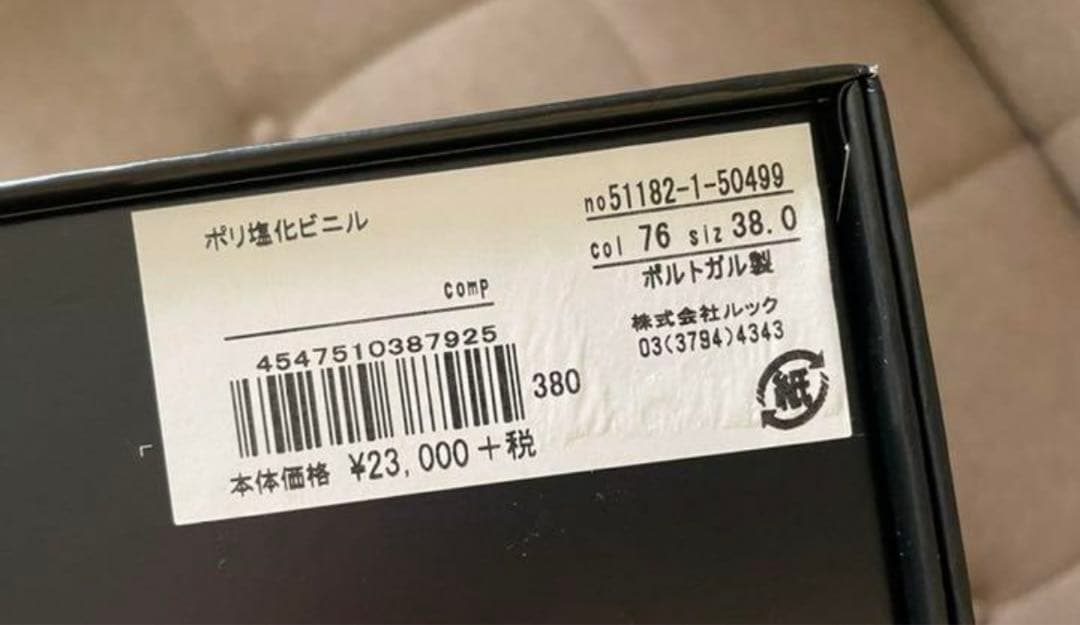 ポリ塩化ビニル
comp
4547510387925
380
本体価格 ¥23,000+税
no51182-1-50499
col 76 siz 38.0
ポルトガル製
株式会社ルック
03(3794)4343
紙